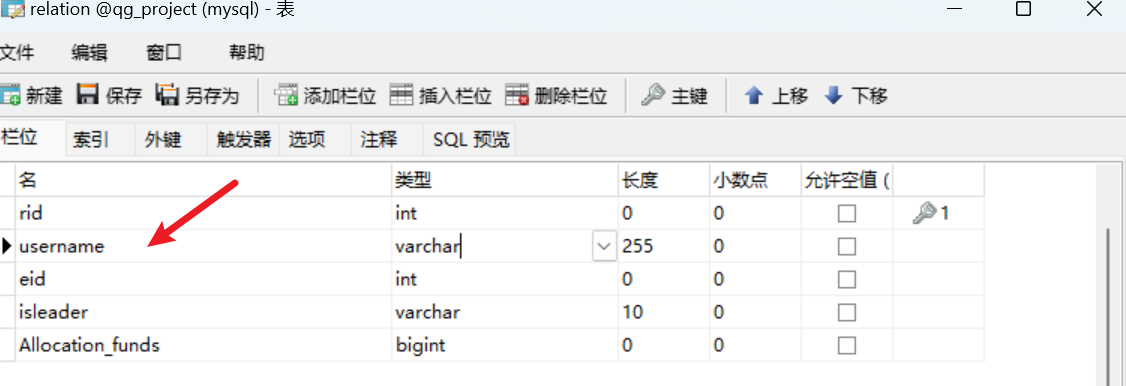 relation @qg_project (mysql) - 表
文件 编辑 窗口 帮助
新建 保存 另存为 添加栏位 插入栏位 删除栏位 主键 上移 下移
栏位 索引 外键 触发器 选项 注释 SQL 预览
名 类型 长度 小数点 允许空值 (
rid int 0 0 1
username varchar 255 0
eid int 0 0
isleader varchar 10 0
Allocation_funds bigint 0 0